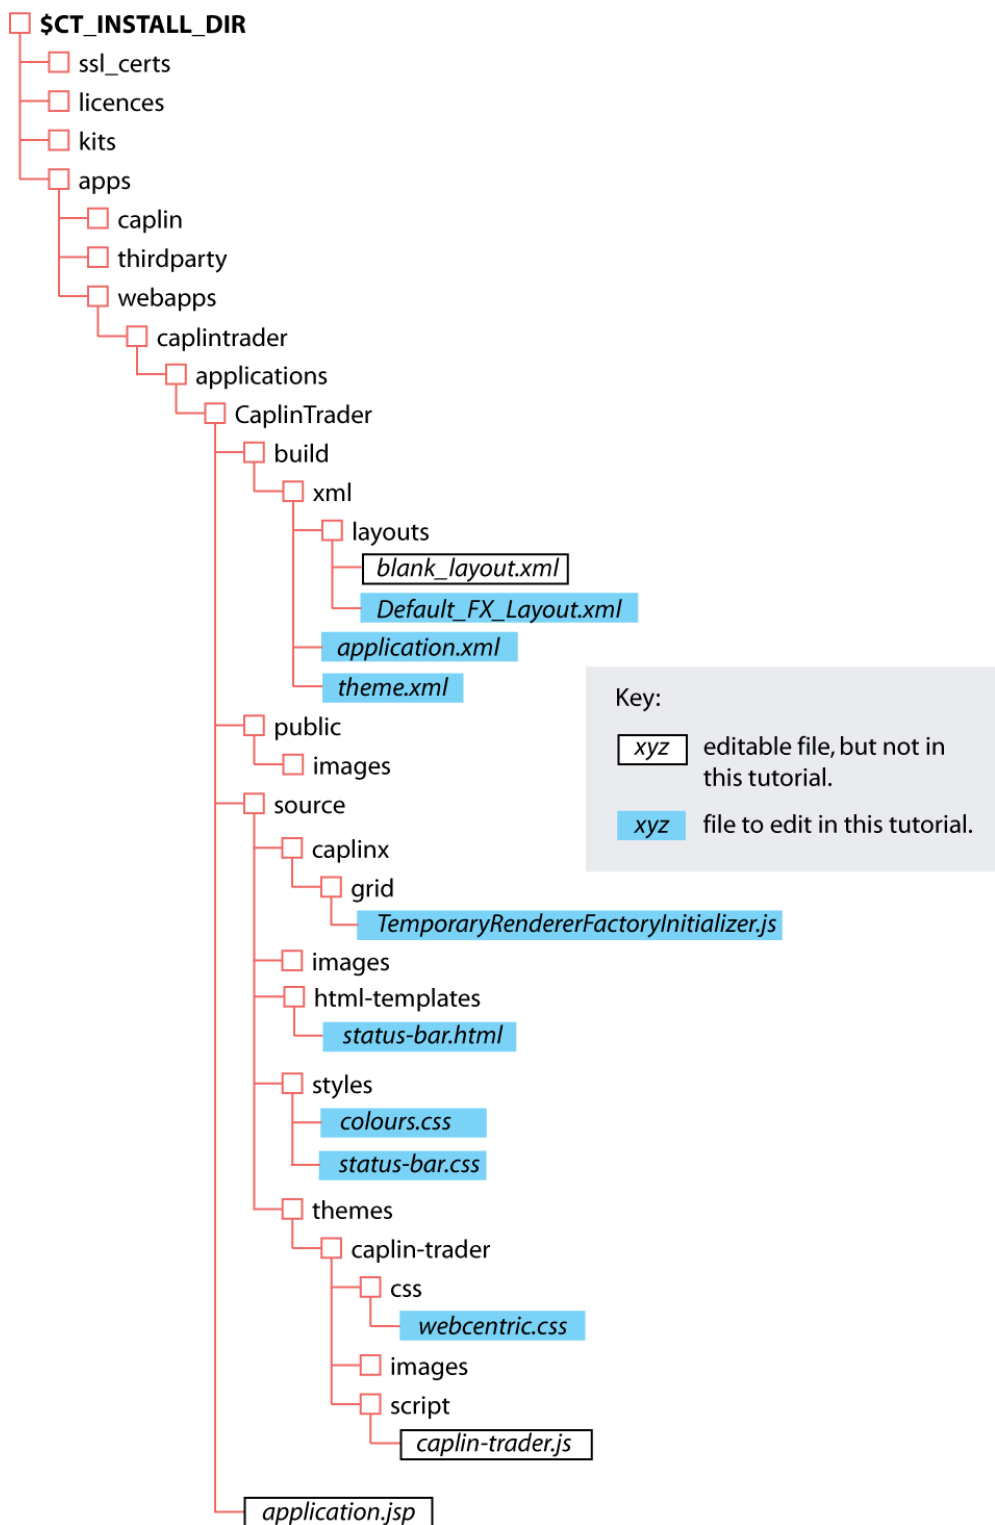 $CT_INSTALL_DIR
ssl_certs
licences
kits
apps
caplin
thirdparty
webapps
caplintrader
applications
CaplinTrader
build
xml
layouts
blank_layout.xml
Default_FX_Layout.xml
application.xml
theme.xml
public
images
source
caplinx
grid
TemporaryRendererFactoryInitializer.js
images
html-templates
status-bar.html
styles
colours.css
status-bar.css
themes
caplin-trader
css
webcentric.css
images
script
caplin-trader.js
application.jsp
Key:
xyz editable file, but not in
this tutorial.
xyz file to edit in this tutorial.